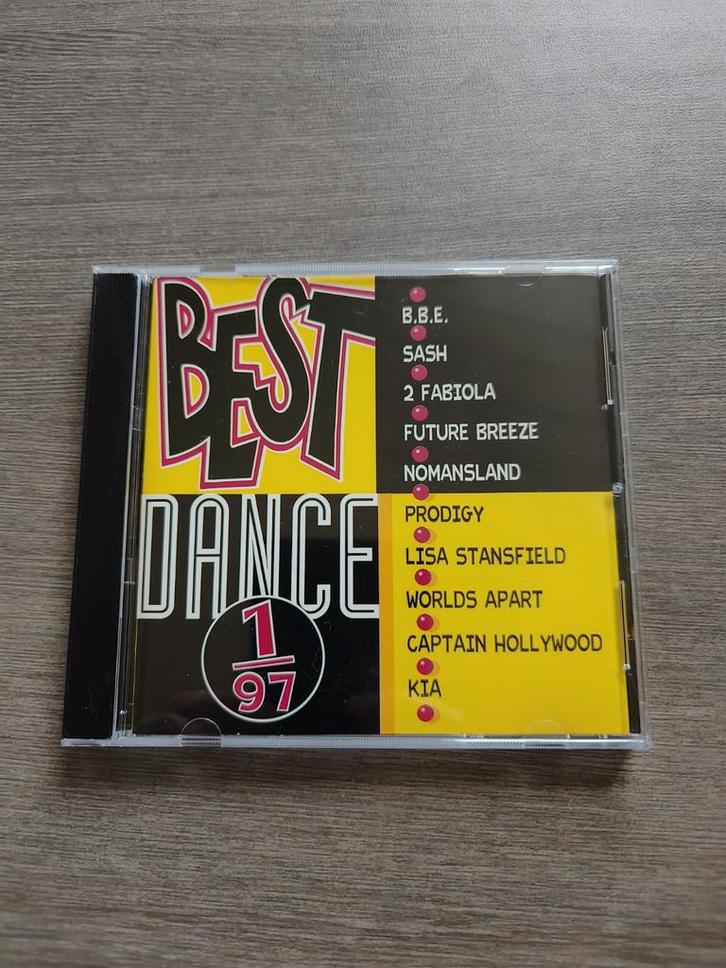 BEST
DANCE
1/97
B.B.E.
SASH
2 FABIOLA
FUTURE BREEZE
NOMANSLAND
PRODIGY
LISA STANSFIELD
WORLDS APART
CAPTAIN HOLLYWOOD
KIA